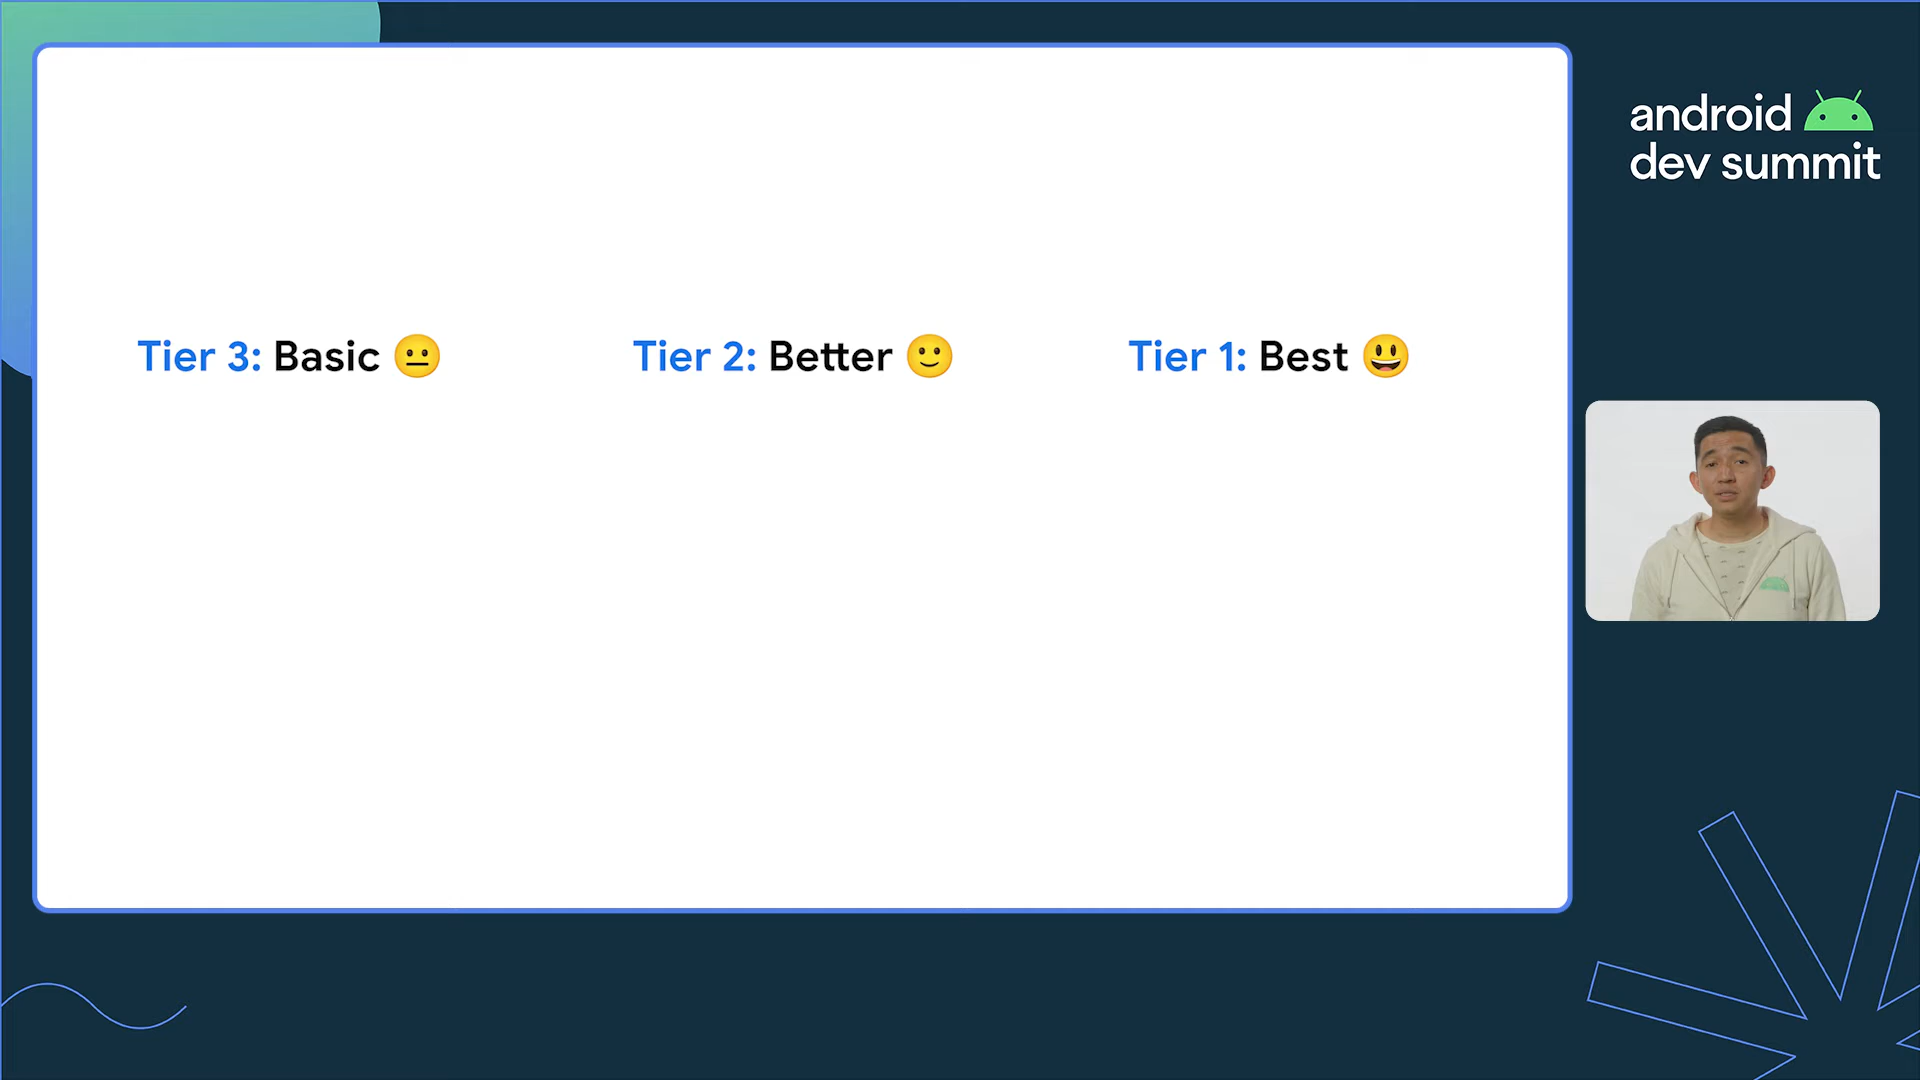 Tier 3: Basic 😐
Tier 2: Better 🙂
Tier 1: Best 😃
android
dev summit